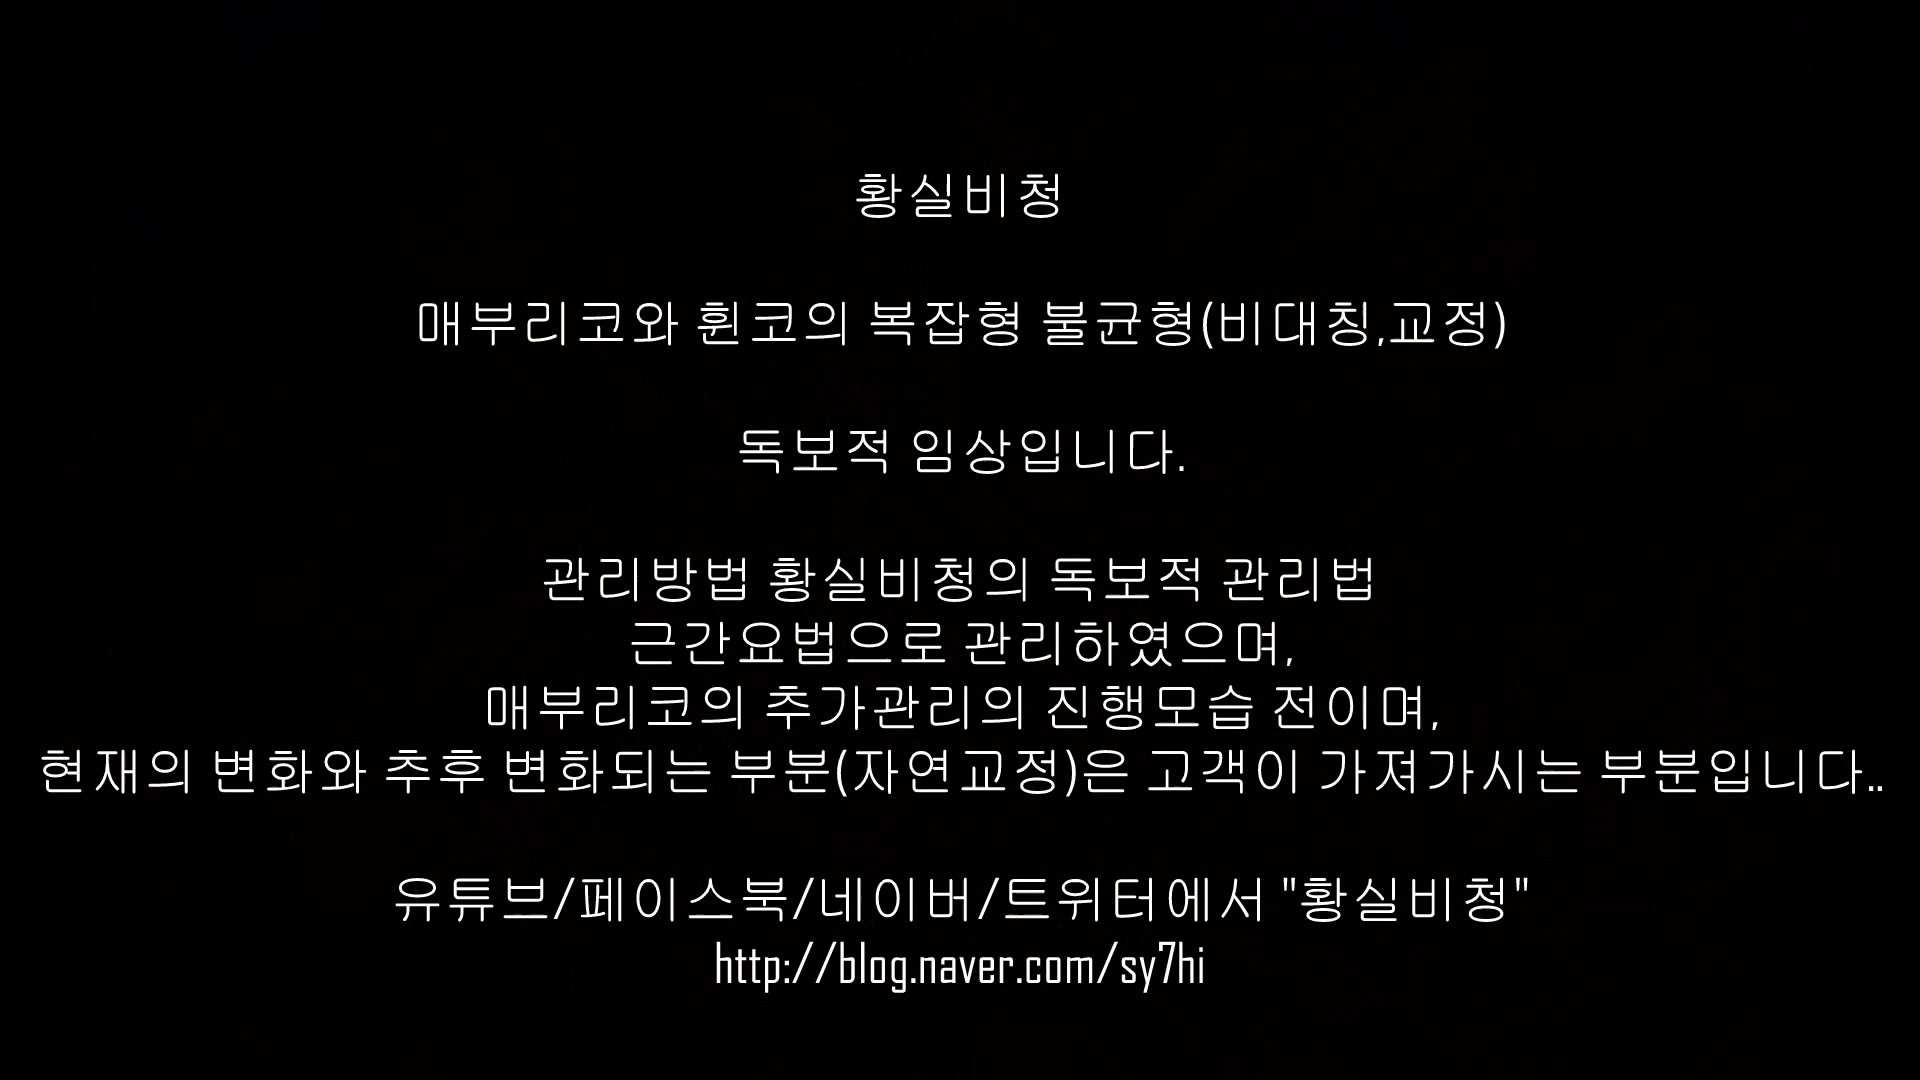 황실비청
매부리코와 휜코의 복잡형 불균형(비대칭,교정)
독보적 임상입니다.
관리방법 황실비청의 독보적 관리법
근간요법으로 관리하였으며,
매부리코의 추가관리의 진행모습 전이며,
현재의 변화와 추후 변화되는 부분(자연교정)은 고객이 가져가시는 부분입니다..
유튜브/페이스북/네이버/트위터에서 "황실비청"
http://blog.naver.com/sy7hi